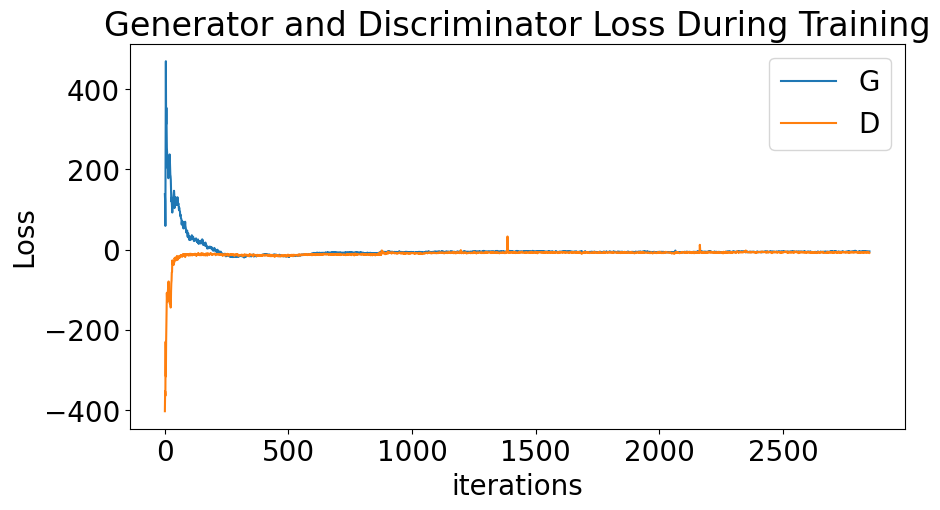 Generator and Discriminator Loss During Training
G
D
400
200
0
−200
−400
Loss
0 500 1000 1500 2000 2500
iterations